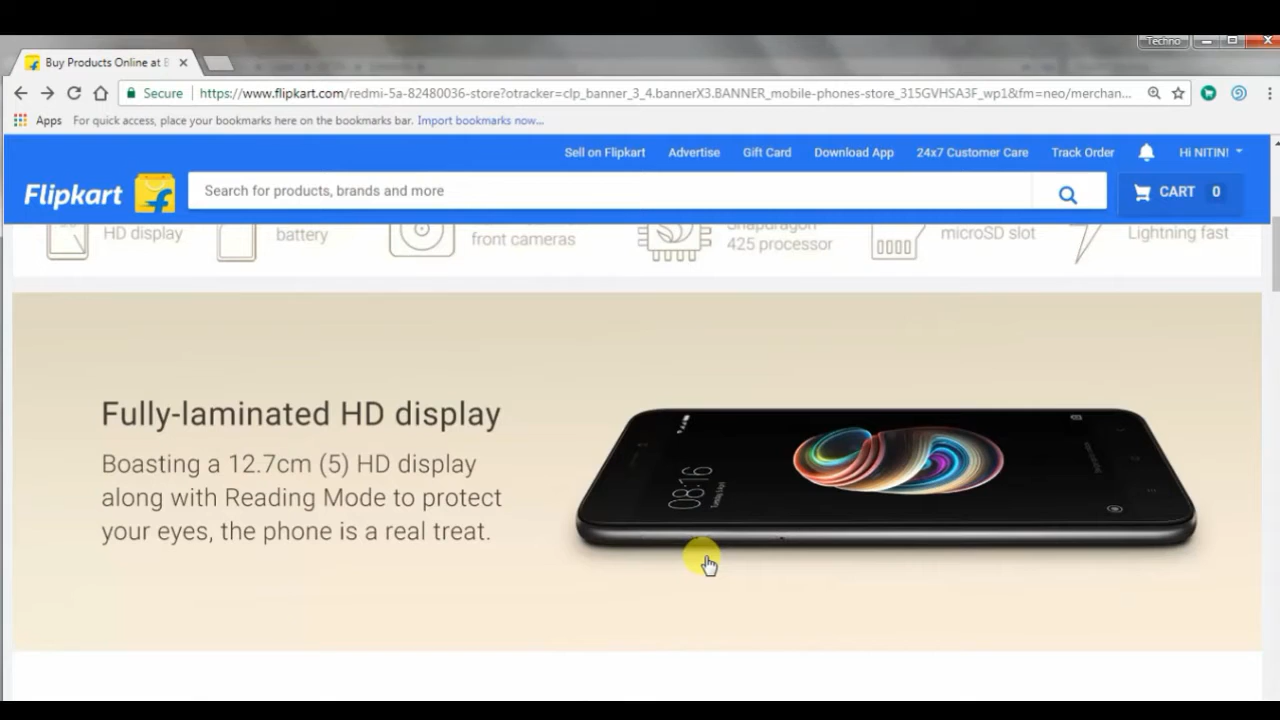 Techno
Buy Products Online at B
Secure https://www.flipkart.com/redmi-5a-82480036-store?otracker=clp_banner_3_4.bannerX3.BANNER_mobile-phones-store_315GVHSA3F_wp1&fm=neo/merchan...
Apps For quick access, place your bookmarks here on the bookmarks bar. Import bookmarks now...
Sell on Flipkart Advertise Gift Card Download App 24x7 Customer Care Track Order Hi NITIN!
Flipkart Search for products, brands and more CART 0
HD display battery front cameras Snapdragon 425 processor microSD slot Lightning fast
Fully-laminated HD display
Boasting a 12.7cm (5) HD display
along with Reading Mode to protect
your eyes, the phone is a real treat.
08:16